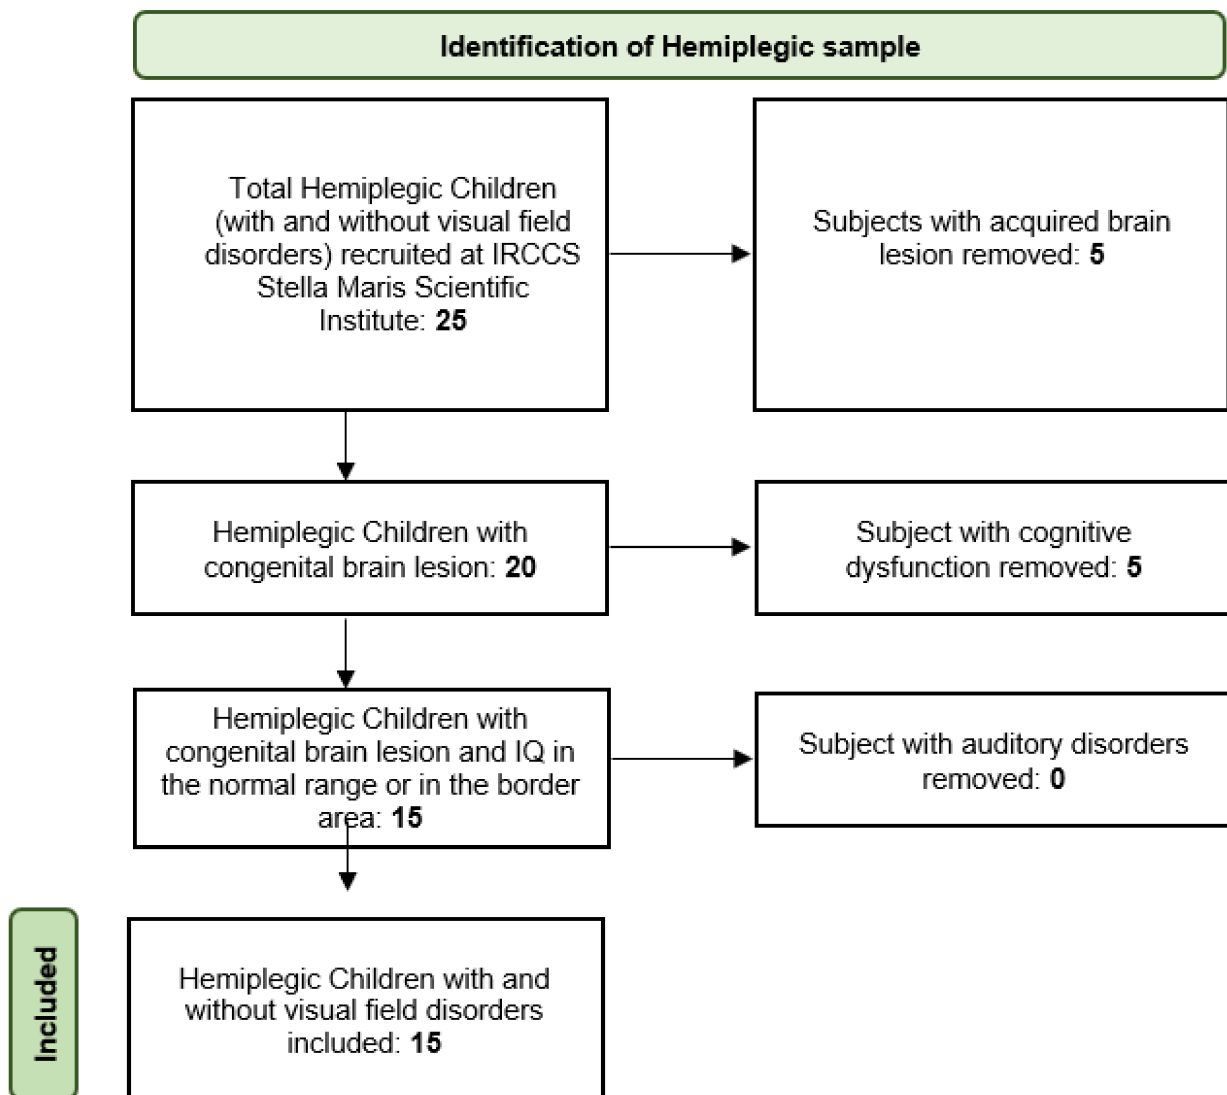 Identification of Hemiplegic sample
Total Hemiplegic Children
(with and without visual field
disorders) recruited at IRCCS
Stella Maris Scientific
Institute: 25
Subjects with acquired brain
lesion removed: 5
Hemiplegic Children with
congenital brain lesion: 20
Subject with cognitive
dysfunction removed: 5
Hemiplegic Children with
congenital brain lesion and IQ in
the normal range or in the border
area: 15
Subject with auditory disorders
removed: 0
Included
Hemiplegic Children with and
without visual field disorders
included: 15